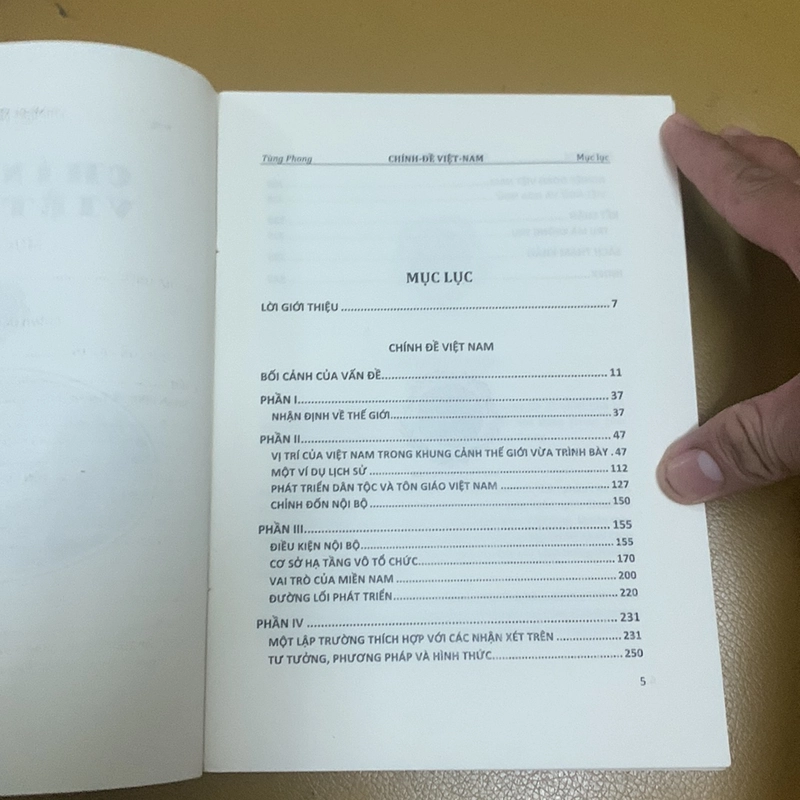 Tùng Phong CHÍNH-ĐỀ VIỆT-NAM Mục lục
MỤC LỤC
LỜI GIỚI THIỆU ........ 7
CHÍNH ĐỀ VIỆT NAM
BỐI CẢNH CỦA VẤN ĐỀ........ 11
PHẦN I........ 37
NHẬN ĐỊNH VỀ THẾ GIỚI........ 37
PHẦN II........ 47
VỊ TRÍ CỦA VIỆT NAM TRONG KHUNG CẢNH THẾ GIỚI VỪA TRÌNH BÀY . 47
MỘT VÍ DỤ LỊCH SỬ ........ 112
PHÁT TRIỂN DÂN TỘC VÀ TÔN GIÁO VIỆT NAM ........ 127
CHỈNH ĐỐN NỘI BỘ ........ 150
PHẦN III........ 155
ĐIỀU KIỆN NỘI BỘ........ 155
CƠ SỞ HẠ TẦNG VÔ TỔ CHỨC........ 170
VAI TRÒ CỦA MIỀN NAM ........ 200
ĐƯỜNG LỐI PHÁT TRIỂN........ 220
PHẦN IV ........ 231
MỘT LẬP TRƯỜNG THÍCH HỢP VỚI CÁC NHẬN XÉT TRÊN ........ 231
TƯ TƯỞNG, PHƯƠNG PHÁP VÀ HÌNH THỨC........ 250
5